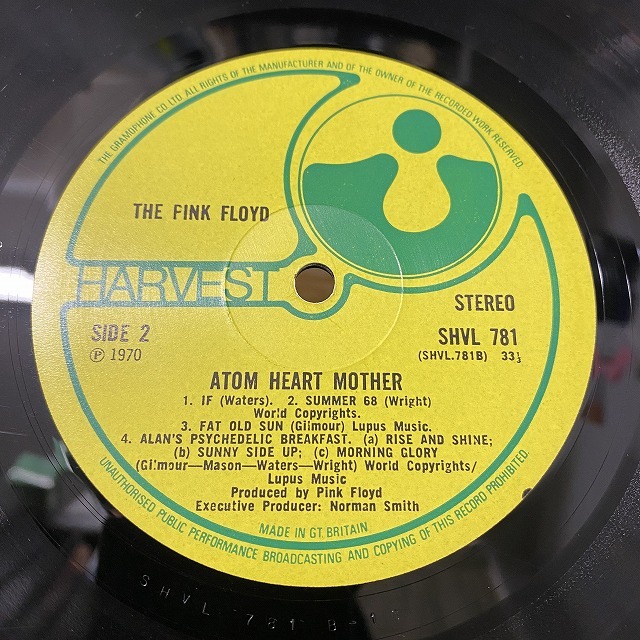 THE GRAMOPHONE CO. LTD. ALL RIGHTS OF THE MANUFACTURER AND OF THE OWNER OF THE RECORDED WORK RESERVED.
THE PINK FLOYD
HARVEST
STEREO
SIDE 2
SHVL 781
℗ 1970
(SHVL.781B) 33⅓
ATOM HEART MOTHER
1. IF (Waters). 2. SUMMER 68 (Wright)
World Copyrights.
3. FAT OLD SUN (Gilmour) Lupus Music.
4. ALAN'S PSYCHEDELIC BREAKFAST. (a) RISE AND SHINE;
(b) SUNNY SIDE UP; (c) MORNING GLORY
(Gilmour—Mason—Waters—Wright) World Copyrights/
Lupus Music
Produced by Pink Floyd
Executive Producer: Norman Smith
MADE IN GT. BRITAIN
UNAUTHORISED PUBLIC PERFORMANCE BROADCASTING AND COPYING OF THIS RECORD PROHIBITED.
SHVL 781 B-1